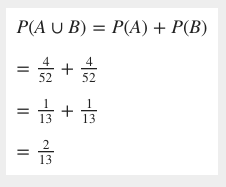 P(A ∪ B) = P(A) + P(B)
= 4/52 + 4/52
= 1/13 + 1/13
= 2/13